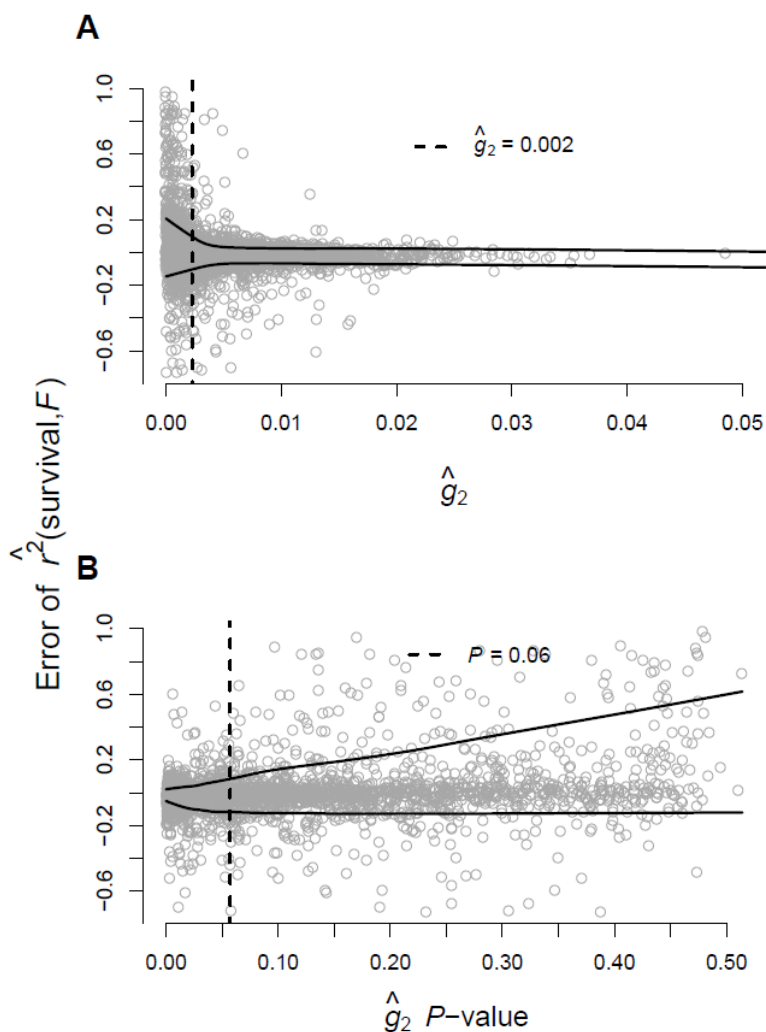 A
1.0
0.6
0.2
−0.2
−0.6
ĝ2 = 0.002
0.00 0.01 0.02 0.03 0.04 0.05
ĝ2
Error of r̂²(survival,F)
B
1.0
0.6
0.2
−0.2
−0.6
P = 0.06
0.00 0.10 0.20 0.30 0.40 0.50
ĝ2 P−value